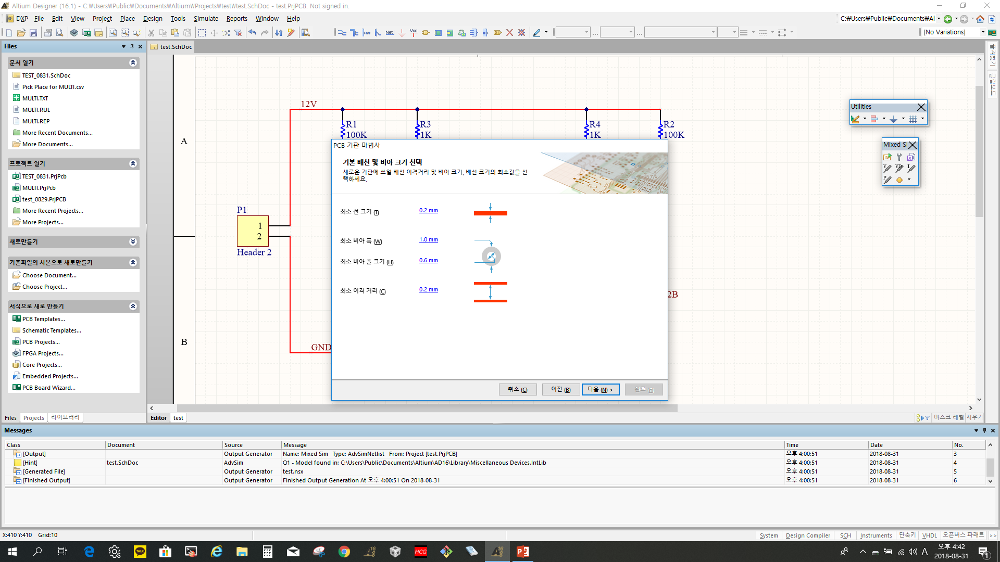 Altium Designer (16.1) - C:₩Users₩Public₩Documents₩Altium₩Projects₩test₩test.SchDoc - test.PrjPCB. Not signed in.
DXP File Edit View Project Place Design Tools Simulate Reports Window Help
C:₩Users₩Public₩Documents₩Al
Net Vcc D1
[No Variations]
Files
test.SchDoc
문서 열기
TEST_0831.SchDoc
Pick Place for MULTI.csv
MULTI.TXT
MULTI.RUL
MULTI.REP
More Recent Documents...
More Documents...
프로젝트 열기
TEST_0831.PrjPcb
MULTI.PrjPcb
test_0829.PrjPCB
More Recent Projects...
More Projects...
새로만들기
기존파일의 사본으로 새로만들기
Choose Document...
Choose Project...
서식으로 새로 만들기
PCB Templates...
Schematic Templates...
PCB Projects...
FPGA Projects...
Core Projects...
Embedded Projects...
PCB Board Wizard...
Files Projects 라이브러리
A
B
12V
R1
100K
R3
1K
R4
1K
R2
100K
P1
1
2
Header 2
GND
2B
PCB 기판 마법사
기본 배선 및 비아 크기 선택
새로운 기판에 쓰일 배선 이격거리 및 비아 크기, 배선 크기의 최소값을 선
택하세요.
최소 선 크기 (T) 0.2 mm
최소 비아 폭 (W) 1.0 mm
최소 비아 홀 크기 (H) 0.6 mm
최소 이격 거리 (C) 0.2 mm
취소 (C) 이전 (B) 다음 (N) > 완료 (F)
Utilities
Mixed S
V VD I
P
즐겨찾기
클립보드
Editor test
마스크 레벨 지우기
Messages
Class Document Source Message Time Date No.
[Output] Output Generator Name: Mixed Sim Type: AdvSimNetlist From: Project [test.PrjPCB] 오후 4:00:51 2018-08-31 3
[Hint] test.SchDoc AdvSim Q1 - Model found in: C:\Users\Public\Documents\Altium\AD16\Library\Miscellaneous Devices.IntLib 오후 4:00:51 2018-08-31 4
[Generated File] Output Generator test.nsx 오후 4:00:51 2018-08-31 5
[Finished Output] Output Generator Finished Output Generation At 오후 4:00:51 On 2018-08-31 오후 4:00:51 2018-08-31 6
X:410 Y:410 Grid:10
System Design Compiler SCH Instruments 단축키 VHDL 오픈버스 파래트 >>
TALK HCG 16 16 A
오후 4:42
2018-08-31
1